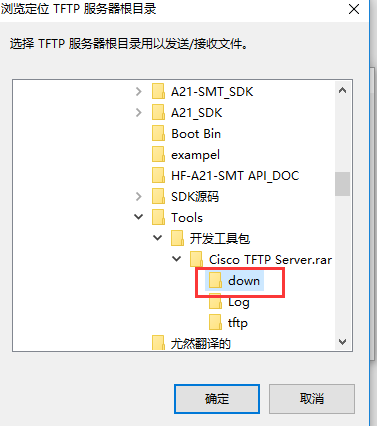 浏览定位 TFTP 服务器根目录
选择 TFTP 服务器根目录用以发送/接收文件。
A21-SMT_SDK
A21_SDK
Boot Bin
exampel
HF-A21-SMT API_DOC
SDK源码
Tools
开发工具包
Cisco TFTP Server.rar
down
Log
tftp
尤然翻译的
确定
取消